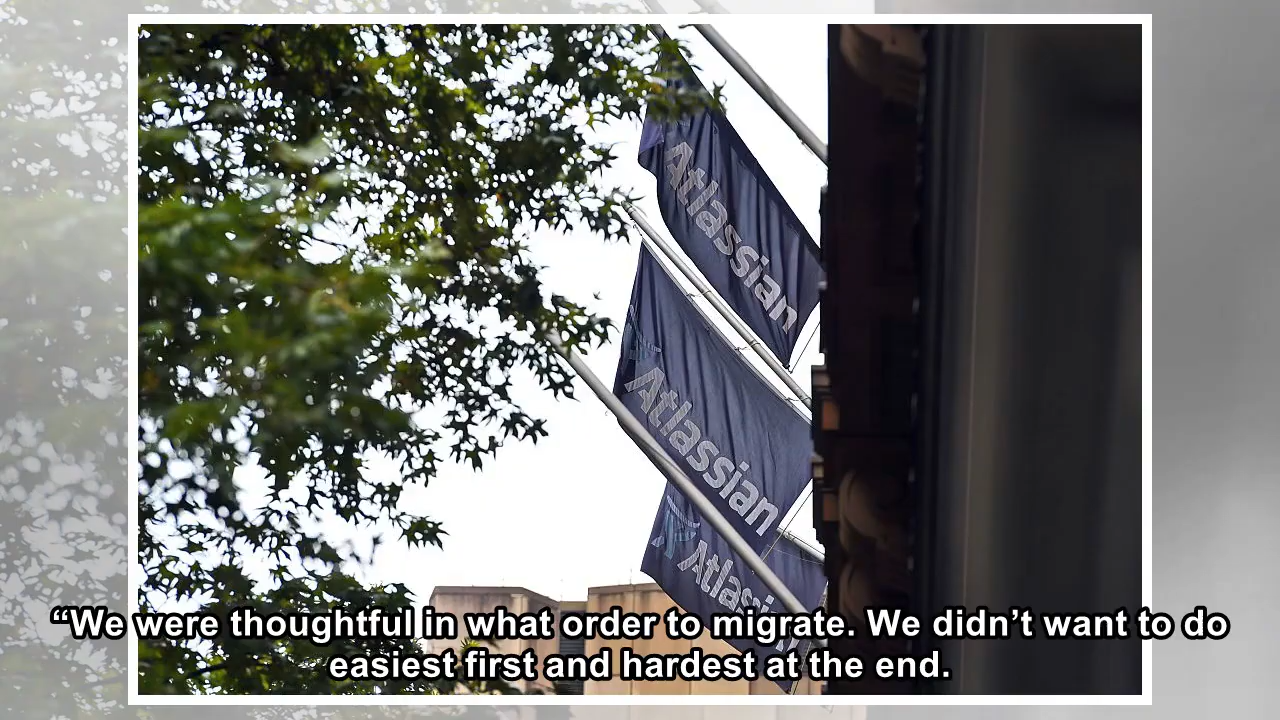 Atlassian
Atlassian
Atlassi
“We were thoughtful in what order to migrate. We didn’t want to do
easiest first and hardest at the end.